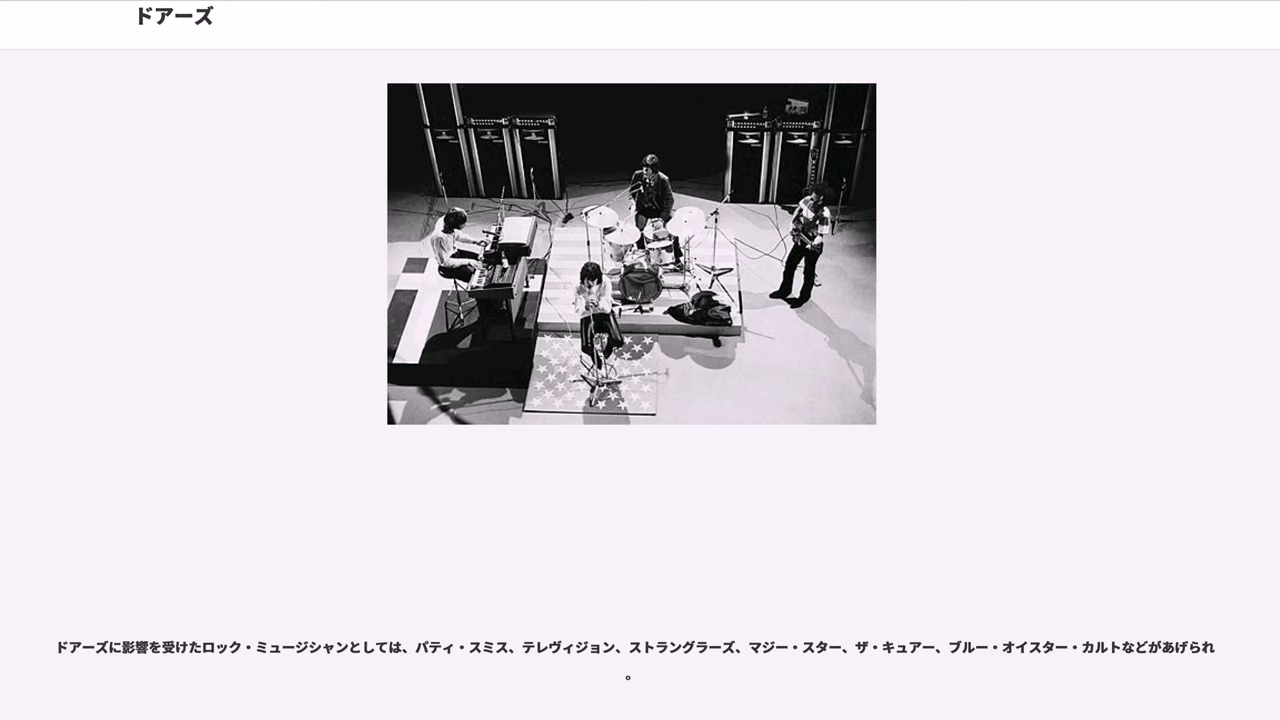 ドアーズ
ドアーズに影響を受けたロック・ミュージシャンとしては、パティ・スミス、テレヴィジョン、ストラングラーズ、マジー・スター、ザ・キュアー、ブルー・オイスター・カルトなどがあげられ
。